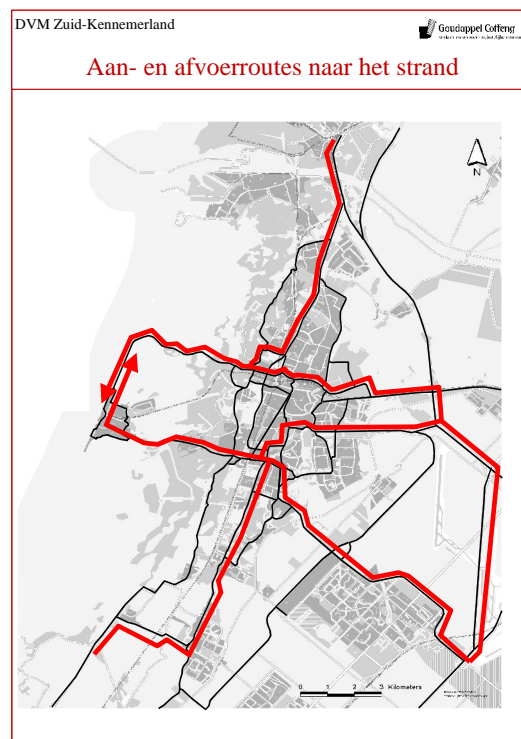 DVM Zuid-Kennemerland
Goudappel Coffeng
Aan- en afvoerroutes naar het strand
N
0 1 2 3 Kilometers